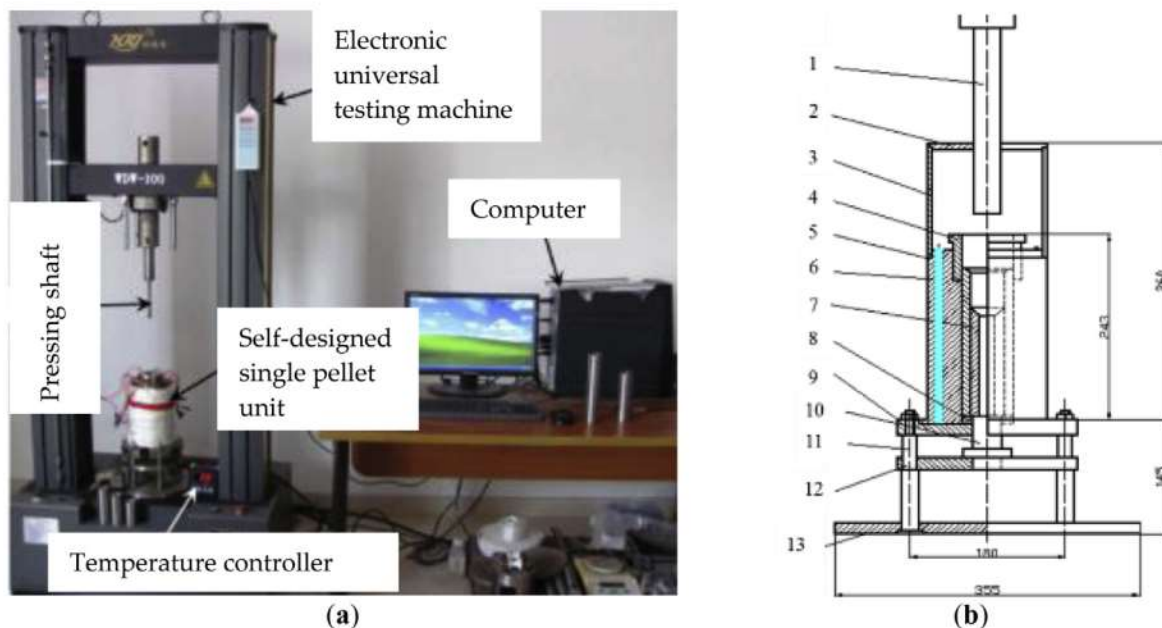 Electronic
universal
testing machine
WDW-100
Computer
Pressing shaft
Self-designed
single pellet
unit
Temperature controller
(a)
1
2
3
4
5
6
7
8
9
10
11
12
13
243
145
180
355
(b)